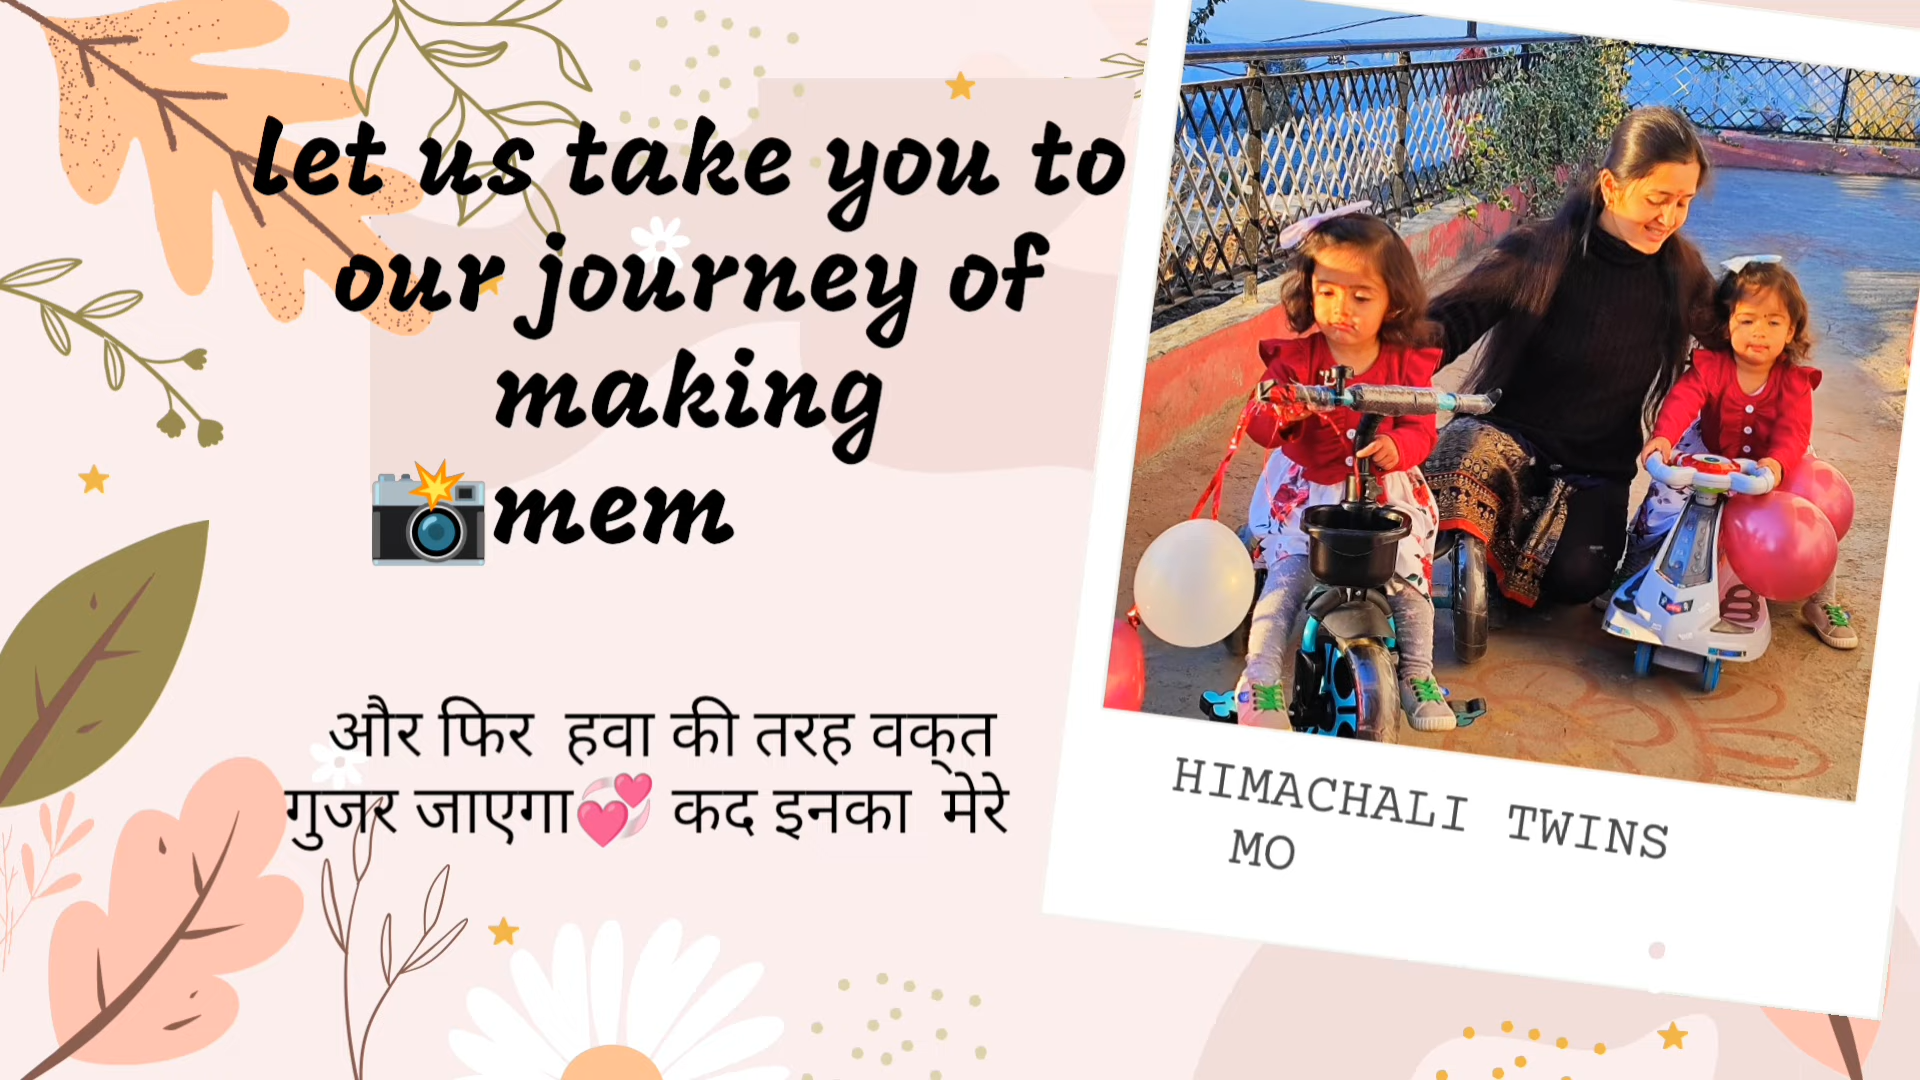 let us take you to
our journey of
making
📸mem
और फिर हवा की तरह वक्त
गुजर जाएगा💞 कद इनका मेरे
HIMACHALI TWINS
MO